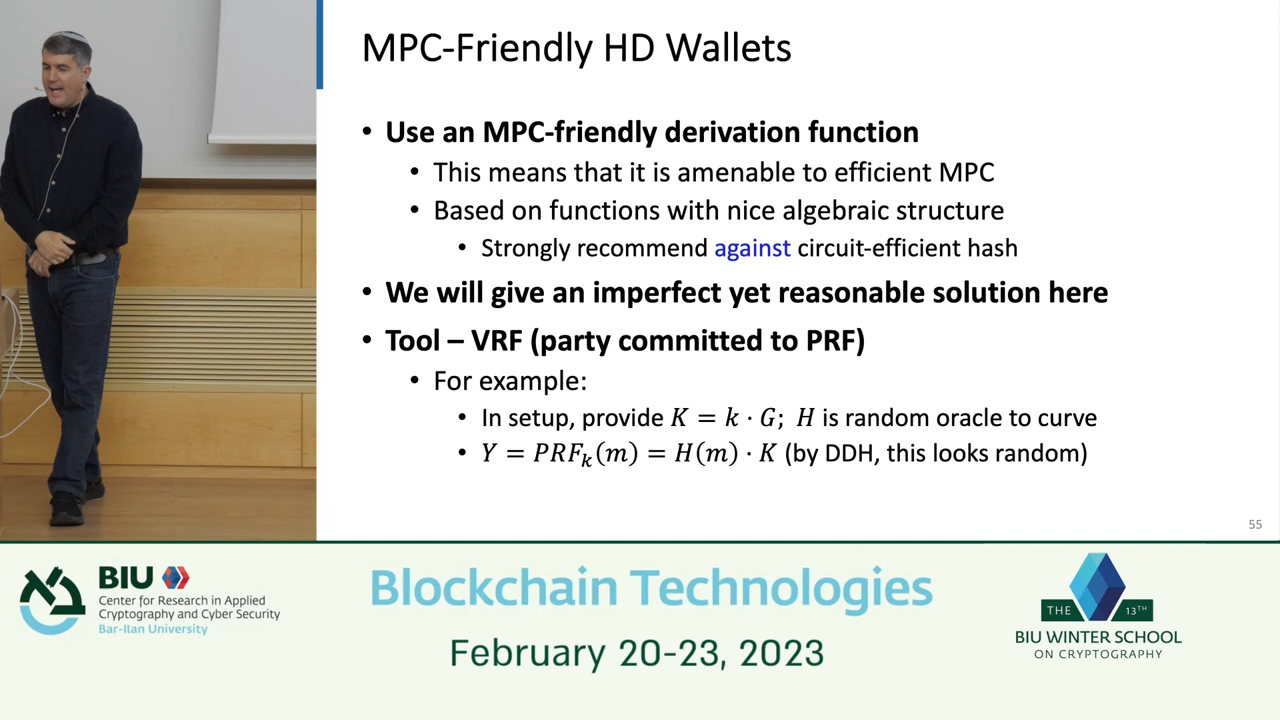 MPC-Friendly HD Wallets
• Use an MPC-friendly derivation function
• This means that it is amenable to efficient MPC
• Based on functions with nice algebraic structure
• Strongly recommend against circuit-efficient hash
• We will give an imperfect yet reasonable solution here
• Tool – VRF (party committed to PRF)
• For example:
• In setup, provide K = k · G; H is random oracle to curve
• Y = PRFₖ(m) = H(m) · K (by DDH, this looks random)
55
BIU
Center for Research in Applied
Cryptography and Cyber Security
Bar-Ilan University
Blockchain Technologies
February 20-23, 2023
THE 13TH
BIU WINTER SCHOOL
ON CRYPTOGRAPHY